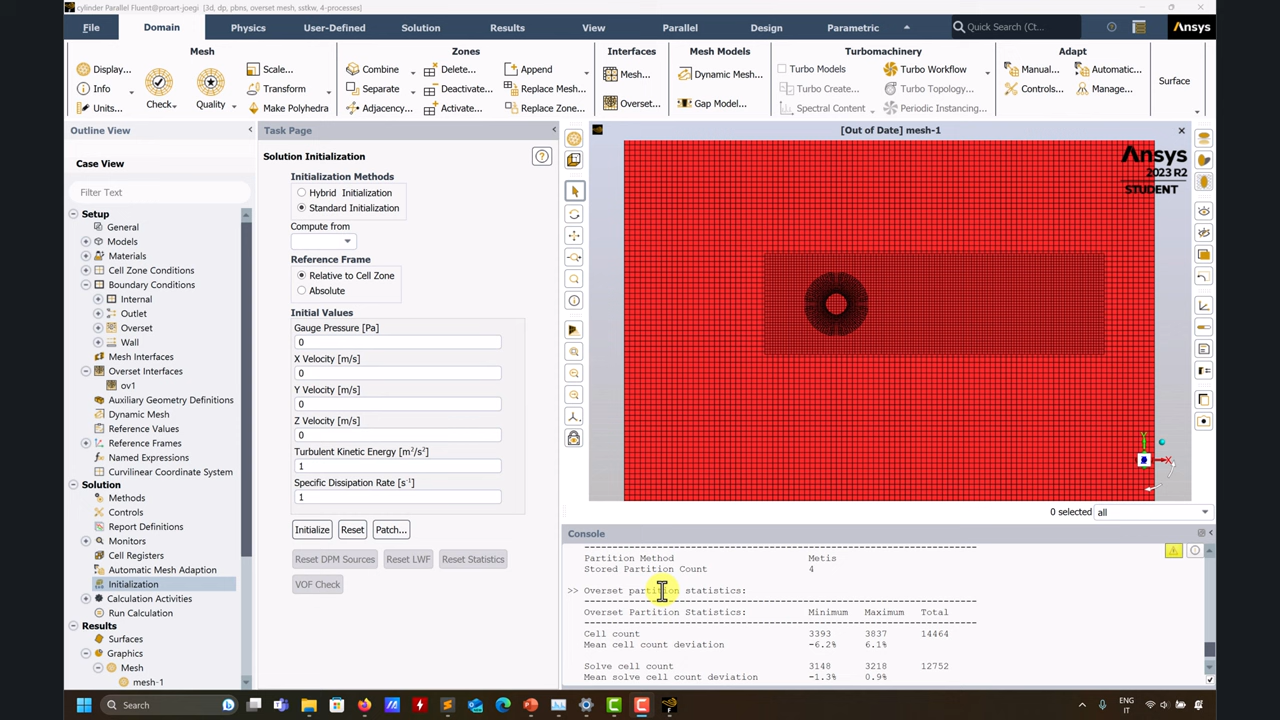 cylinder Parallel Fluent@proart-joegi [3d, dp, pbns, overset mesh, sstkw, 4-processes]
File Domain Physics User-Defined Solution Results View Parallel Design Parametric Quick Search (Ct... Ansys
Mesh Zones Interfaces Mesh Models Turbomachinery Adapt
Display... Scale... Combine Delete... Append Mesh... Dynamic Mesh... Turbo Models Turbo Workflow Manual... Automatic...
Info Check Quality Transform Separate Deactivate... Replace Mesh... Turbo Create... Turbo Topology... Controls... Manage... Surface
Units... Make Polyhedra Adjacency... Activate... Replace Zone... Overset... Gap Model... Spectral Content Periodic Instancing...
Outline View
Task Page
[Out of Date] mesh-1
Case View
Filter Text
Setup
General
Models
Materials
Cell Zone Conditions
Boundary Conditions
Internal
Outlet
Overset
Wall
Mesh Interfaces
Overset Interfaces
ov1
Auxiliary Geometry Definitions
Dynamic Mesh
Reference Values
Reference Frames
Named Expressions
Curvilinear Coordinate System
Solution
Methods
Controls
Report Definitions
Monitors
Cell Registers
Automatic Mesh Adaption
Initialization
Calculation Activities
Run Calculation
Results
Surfaces
Graphics
Mesh
mesh-1
Solution Initialization
Initialization Methods
Hybrid Initialization
Standard Initialization
Compute from
Reference Frame
Relative to Cell Zone
Absolute
Initial Values
Gauge Pressure [Pa]
0
X Velocity [m/s]
0
Y Velocity [m/s]
0
Z Velocity [m/s]
0
Turbulent Kinetic Energy [m²/s²]
1
Specific Dissipation Rate [s⁻¹]
1
Initialize Reset Patch...
Reset DPM Sources Reset LWF Reset Statistics
VOF Check
Ansys
2023 R2
STUDENT
Y
X
0 selected all
Console
Partition Method Metis
Stored Partition Count 4
>> Overset partition statistics:
Overset Partition Statistics: Minimum Maximum Total
Cell count 3393 3837 14464
Mean cell count deviation -6.2% 6.1%
Solve cell count 3148 3218 12752
Mean solve cell count deviation -1.3% 0.9%
Search
ENG
IT